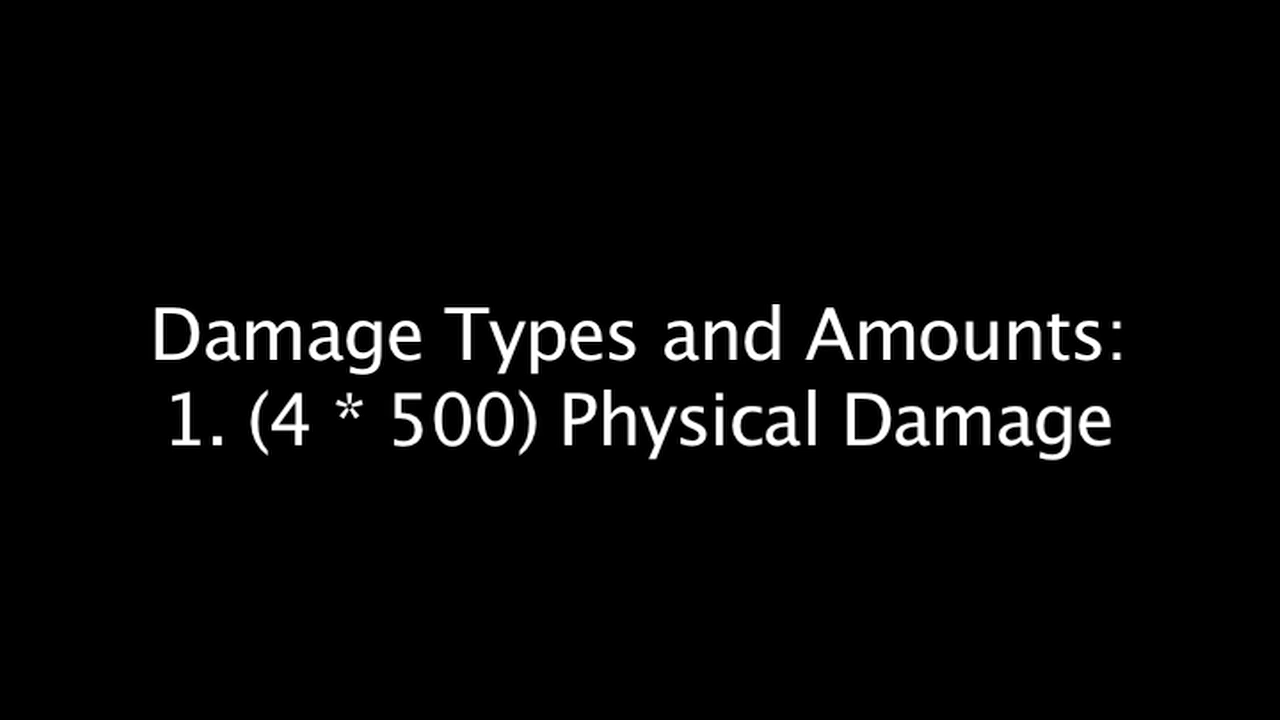 Damage Types and Amounts:
1. (4 * 500) Physical Damage